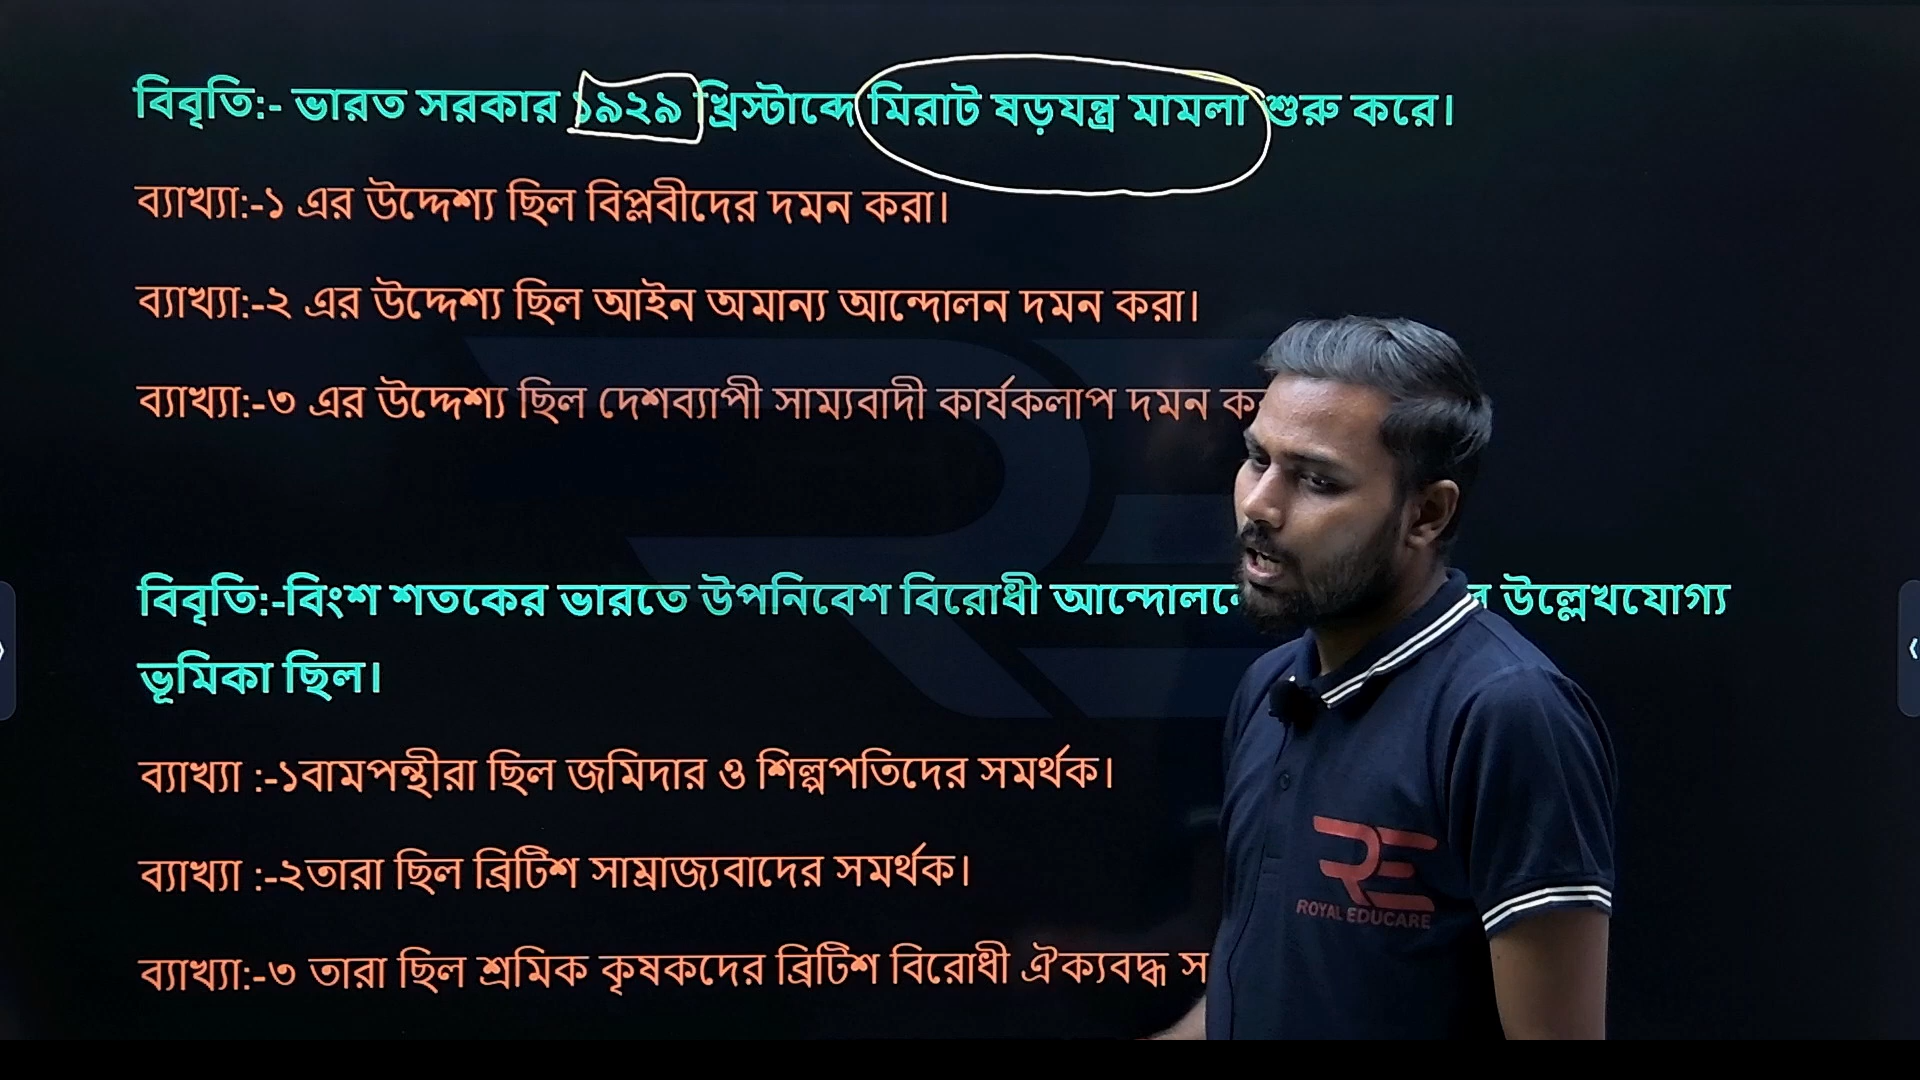 বিবৃতি:- ভারত সরকার ১৯২৯ খ্রিস্টাব্দে মিরাট ষড়যন্ত্র মামলা শুরু করে।
ব্যাখ্যা:-১ এর উদ্দেশ্য ছিল বিপ্লবীদের দমন করা।
ব্যাখ্যা:-২ এর উদ্দেশ্য ছিল আইন অমান্য আন্দোলন দমন করা।
ব্যাখ্যা:-৩ এর উদ্দেশ্য ছিল দেশব্যাপী সাম্যবাদী কার্যকলাপ দমন
বিবৃতি:-বিংশ শতকের ভারতে উপনিবেশ বিরোধী উল্লেখযোগ্য
ভূমিকা ছিল।
ব্যাখ্যা :-১বামপন্থীরা ছিল জমিদার ও শিল্পপতিদের সমর্থক।
ব্যাখ্যা :-২তারা ছিল ব্রিটিশ সাম্রাজ্যবাদের সমর্থক।
ব্যাখ্যা:-৩ তারা ছিল শ্রমিক কৃষকদের ব্রিটিশ বিরোধী ঐক্যবদ্ধ
RE
ROYAL EDUCARE